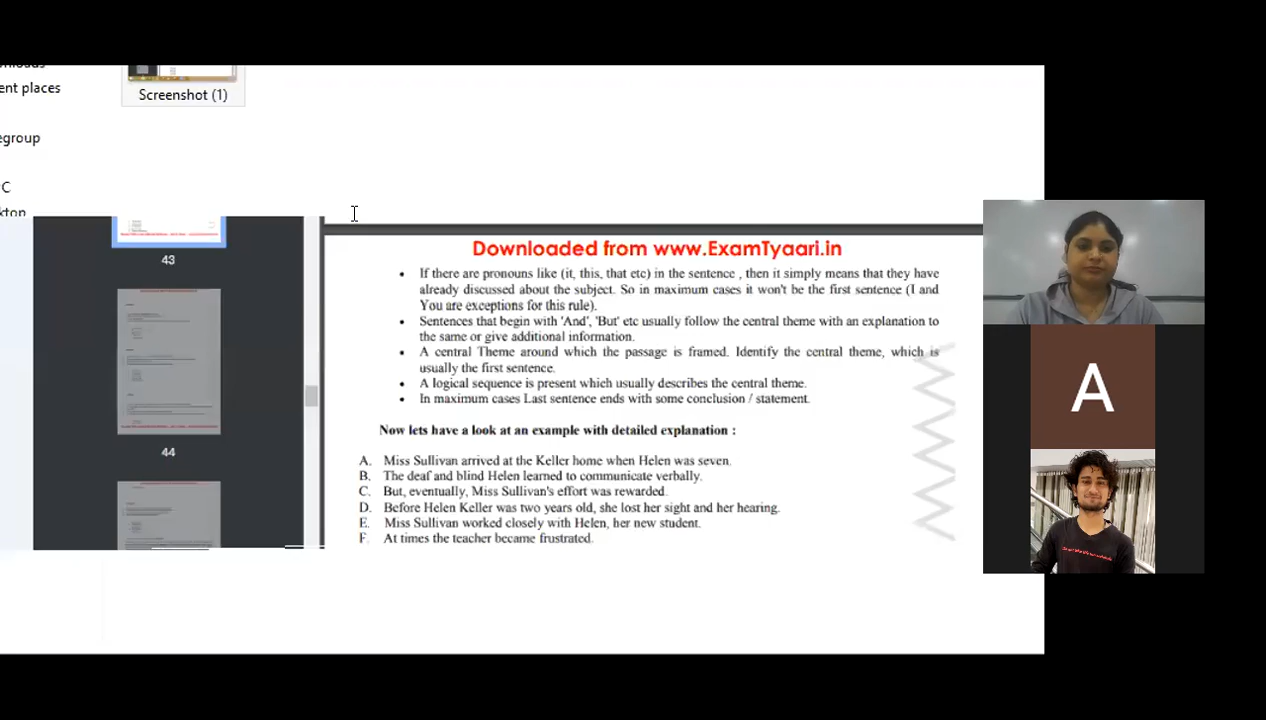 Screenshot (1)
ent places
egroup
C
ktop
43
44
Downloaded from www.ExamTyaari.in
• If there are pronouns like (it, this, that etc) in the sentence , then it simply means that they have
already discussed about the subject. So in maximum cases it won't be the first sentence (I and
You are exceptions for this rule).
• Sentences that begin with 'And', 'But' etc usually follow the central theme with an explanation to
the same or give additional information.
• A central Theme around which the passage is framed. Identify the central theme, which is
usually the first sentence.
• A logical sequence is present which usually describes the central theme.
• In maximum cases Last sentence ends with some conclusion / statement.
Now lets have a look at an example with detailed explanation :
A. Miss Sullivan arrived at the Keller home when Helen was seven.
B. The deaf and blind Helen learned to communicate verbally.
C. But, eventually, Miss Sullivan's effort was rewarded.
D. Before Helen Keller was two years old, she lost her sight and her hearing.
E. Miss Sullivan worked closely with Helen, her new student.
F. At times the teacher became frustrated.
A